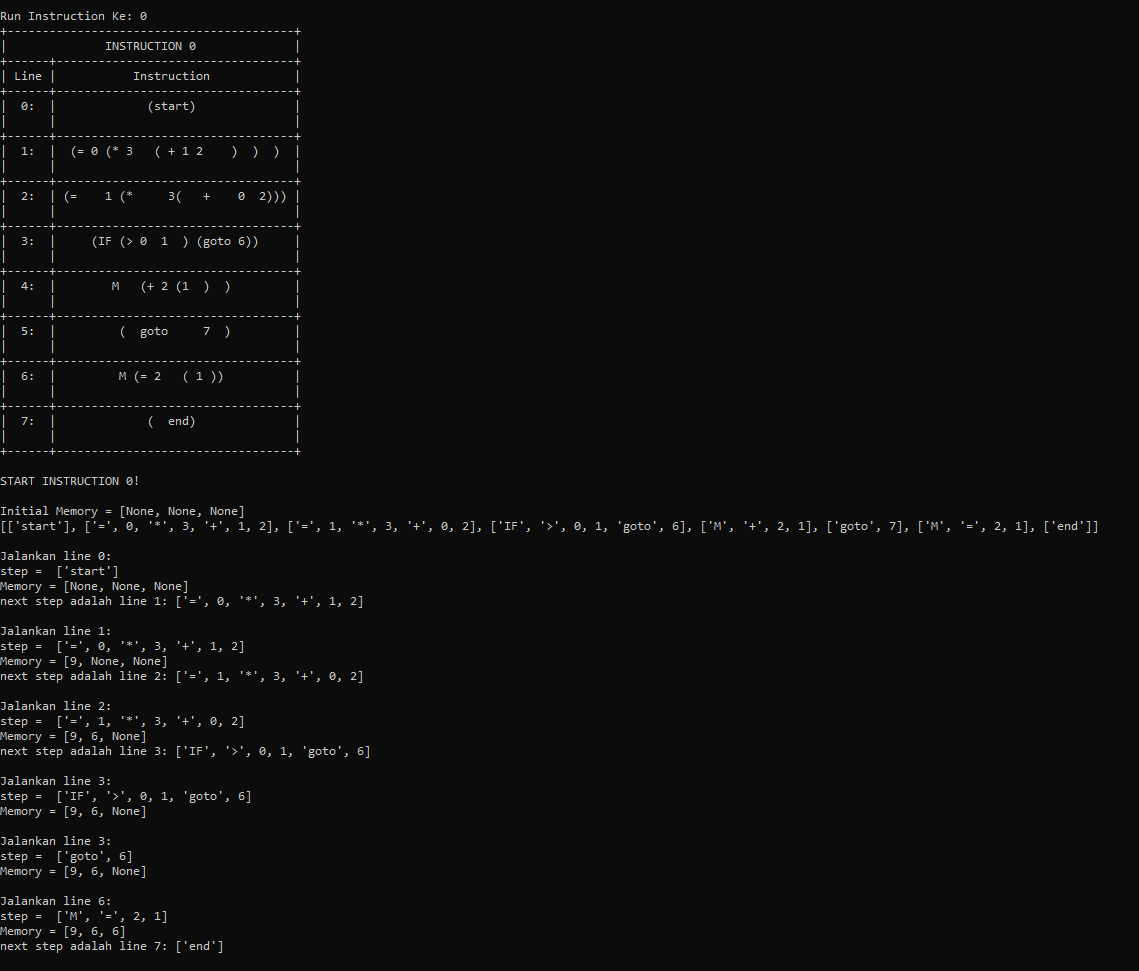 Run Instruction Ke: 0
+-----------------------------------------+
|              INSTRUCTION 0              |
+------+----------------------------------+
| Line |           Instruction            |
+------+----------------------------------+
|  0:  |             (start)              |
|      |                                  |
+------+----------------------------------+
|  1:  |  (= 0 (* 3   ( + 1 2    )  )  )  |
|      |                                  |
+------+----------------------------------+
|  2:  | (=    1 (*     3(   +    0  2))) |
|      |                                  |
+------+----------------------------------+
|  3:  |     (IF (> 0  1  ) (goto 6))     |
|      |                                  |
+------+----------------------------------+
|  4:  |        M   (+ 2 (1  )  )         |
|      |                                  |
+------+----------------------------------+
|  5:  |         (  goto     7  )         |
|      |                                  |
+------+----------------------------------+
|  6:  |         M (= 2   ( 1 ))          |
|      |                                  |
+------+----------------------------------+
|  7:  |             (  end)              |
|      |                                  |
+------+----------------------------------+
START INSTRUCTION 0!
Initial Memory = [None, None, None]
[['start'], ['=', 0, '*', 3, '+', 1, 2], ['=', 1, '*', 3, '+', 0, 2], ['IF', '>', 0, 1, 'goto', 6], ['M', '+', 2, 1], ['goto', 7], ['M', '=', 2, 1], ['end']]
Jalankan line 0:
step =  ['start']
Memory = [None, None, None]
next step adalah line 1: ['=', 0, '*', 3, '+', 1, 2]
Jalankan line 1:
step =  ['=', 0, '*', 3, '+', 1, 2]
Memory = [9, None, None]
next step adalah line 2: ['=', 1, '*', 3, '+', 0, 2]
Jalankan line 2:
step =  ['=', 1, '*', 3, '+', 0, 2]
Memory = [9, 6, None]
next step adalah line 3: ['IF', '>', 0, 1, 'goto', 6]
Jalankan line 3:
step =  ['IF', '>', 0, 1, 'goto', 6]
Memory = [9, 6, None]
Jalankan line 3:
step =  ['goto', 6]
Memory = [9, 6, None]
Jalankan line 6:
step =  ['M', '=', 2, 1]
Memory = [9, 6, 6]
next step adalah line 7: ['end']